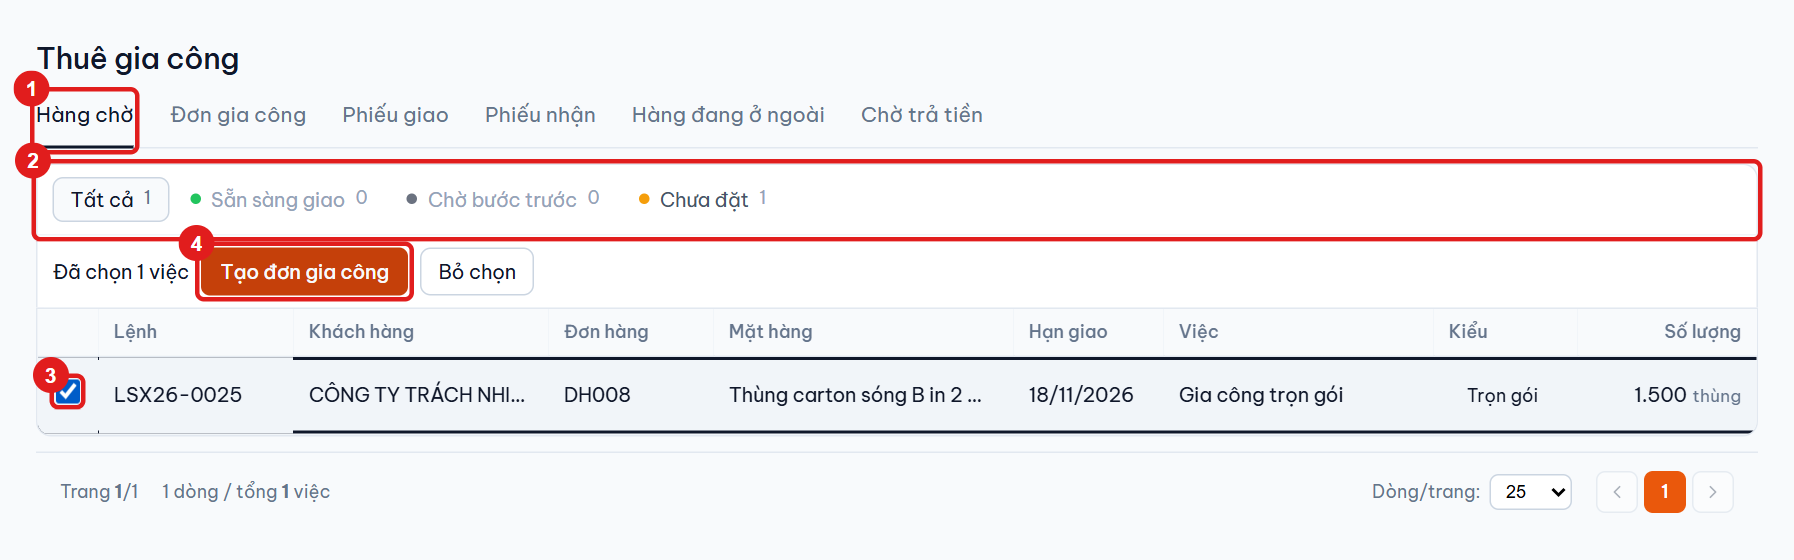 Thuê gia công
1
Hàng chờ Đơn gia công Phiếu giao Phiếu nhận Hàng đang ở ngoài Chờ trả tiền
2
Tất cả 1 Sẵn sàng giao 0 Chờ bước trước 0 Chưa đặt 1
4
Đã chọn 1 việc Tạo đơn gia công Bỏ chọn
Lệnh Khách hàng Đơn hàng Mặt hàng Hạn giao Việc Kiểu Số lượng
3
LSX26-0025 CÔNG TY TRÁCH NHI... DH008 Thùng carton sóng B in 2 ... 18/11/2026 Gia công trọn gói Trọn gói 1.500 thùng
Trang 1/1 1 dòng / tổng 1 việc Dòng/trang: 25 1